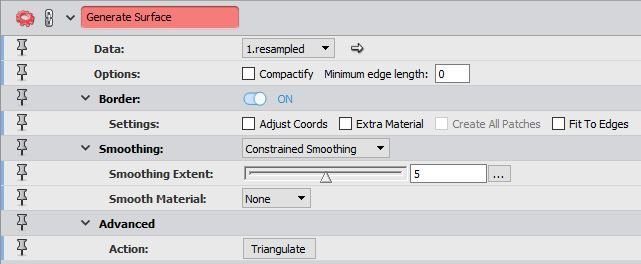 Generate Surface
Data: 1.resampled
Options: Compactify Minimum edge length: 0
Border: ON
Settings: Adjust Coords Extra Material Create All Patches Fit To Edges
Smoothing: Constrained Smoothing
Smoothing Extent: 5 ...
Smooth Material: None
Advanced
Action: Triangulate